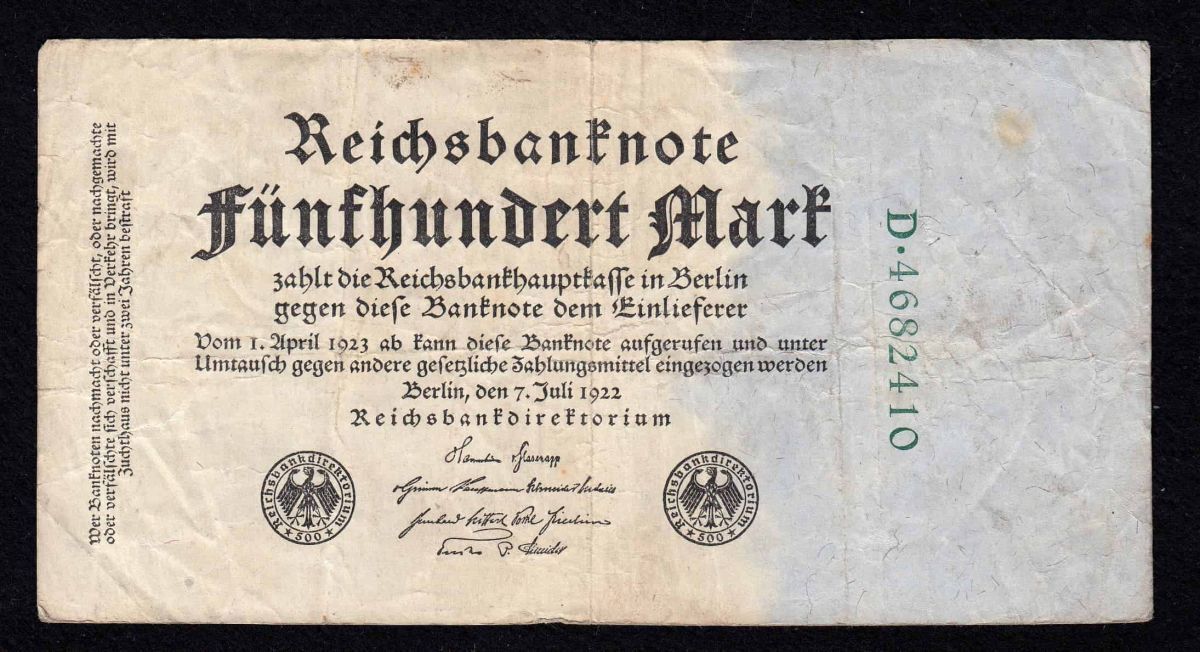 Wer Banknoten nachmacht oder verfälscht, oder nachgemachte
oder verfälschte sich verschafft und in Verkehr bringt, wird mit
Zuchthaus nicht unter zwei Jahren bestraft
Reichsbanknote
Fünfhundert Mark
zahlt die Reichsbankhauptkasse in Berlin
gegen diese Banknote dem Einlieferer
Vom 1. April 1923 ab kann diese Banknote aufgerufen und unter
Umtausch gegen andere gesetzliche Zahlungsmittel eingezogen werden
Berlin, den 7. Juli 1922
Reichsbankdirektorium
v. Glasenapp
Reichsbankdirektorium
* 500 *
Reichsbankdirektorium
* 500 *
D·4682410